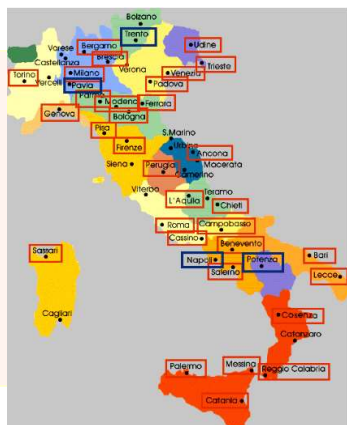 Bolzano
Trento
Udine
Varese
Bergamo
Trieste
Castellanza
Brescia
Verona
Torino
Milano
Venezia
Vercelli
Pavia
Padova
Parma
Modena
Ferrara
Genova
Bologna
Pisa
Firenze
S.Marino
Urbino
Ancona
Siena
Macerata
Perugia
Camerino
Viterbo
Teramo
L'Aquila
Chieti
Roma
Campobasso
Cassino
Benevento
Sassari
Napoli
Potenza
Bari
Salerno
Lecce
Cosenza
Cagliari
Catanzaro
Palermo
Messina
Reggio Calabria
Catania